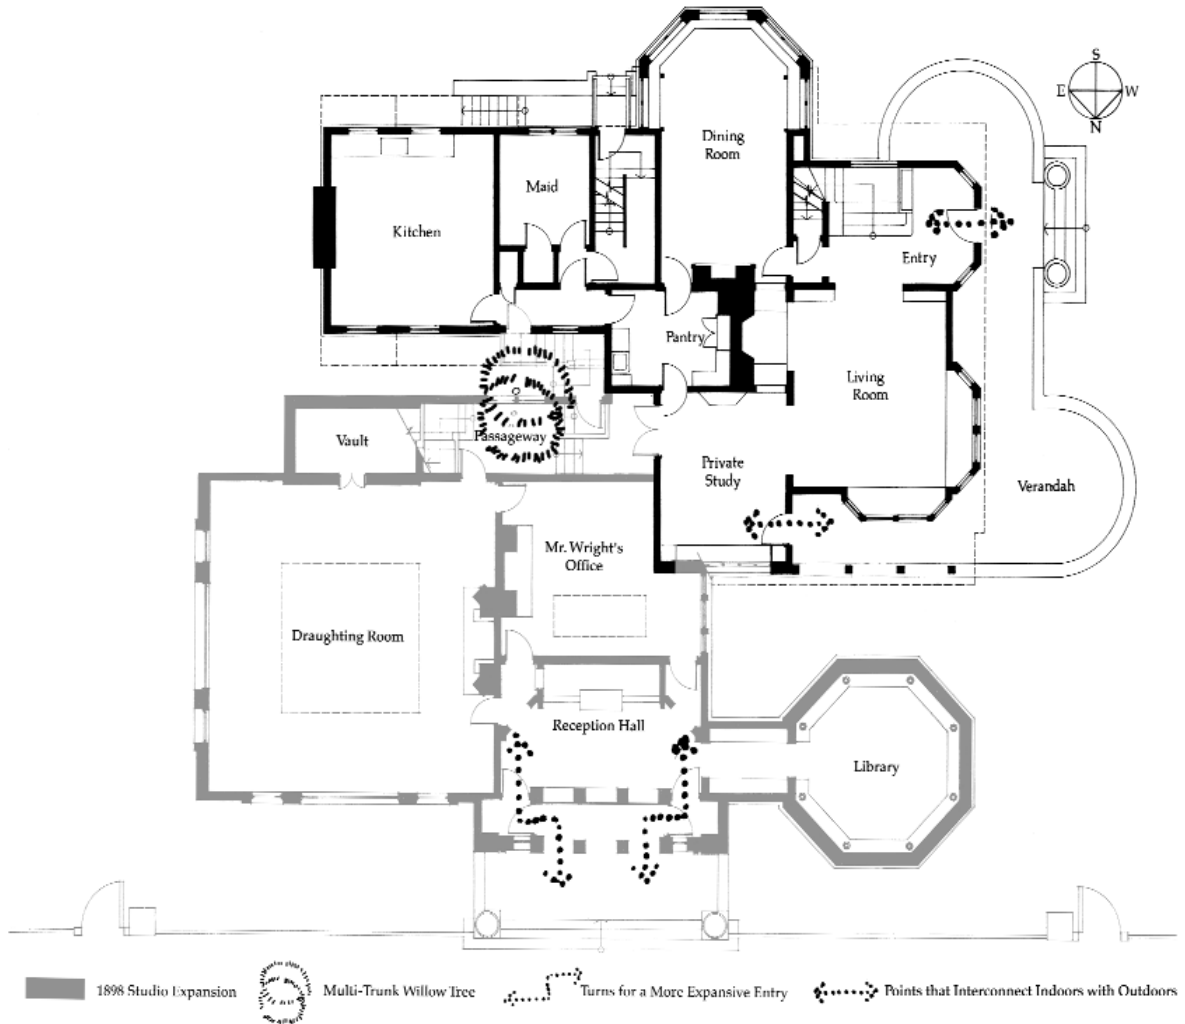 S
E W
N
Dining
Room
Maid
Kitchen
Entry
Pantry
Living
Room
Vault
Passageway
Private
Study
Verandah
Mr. Wright's
Office
Draughting Room
Reception Hall
Library
1898 Studio Expansion
Multi-Trunk Willow Tree
Turns for a More Expansive Entry
Points that Interconnect Indoors with Outdoors